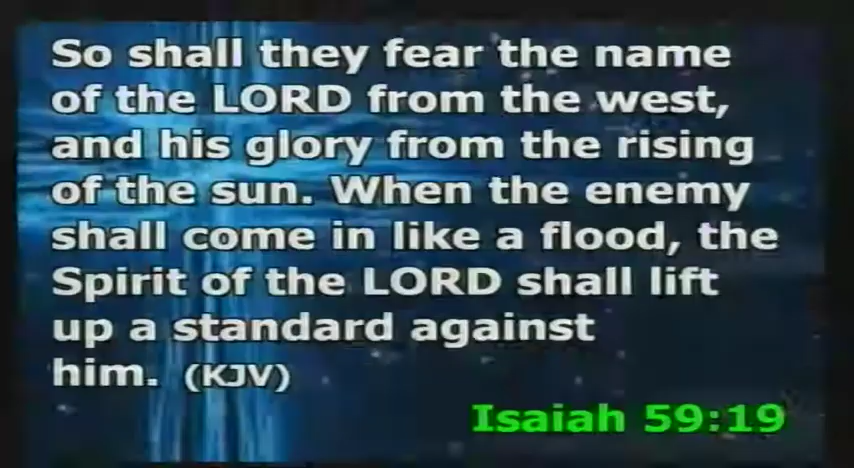 So shall they fear the name
of the LORD from the west,
and his glory from the rising
of the sun. When the enemy
shall come in like a flood, the
Spirit of the LORD shall lift
up a standard against
him. (KJV)
Isaiah 59:19